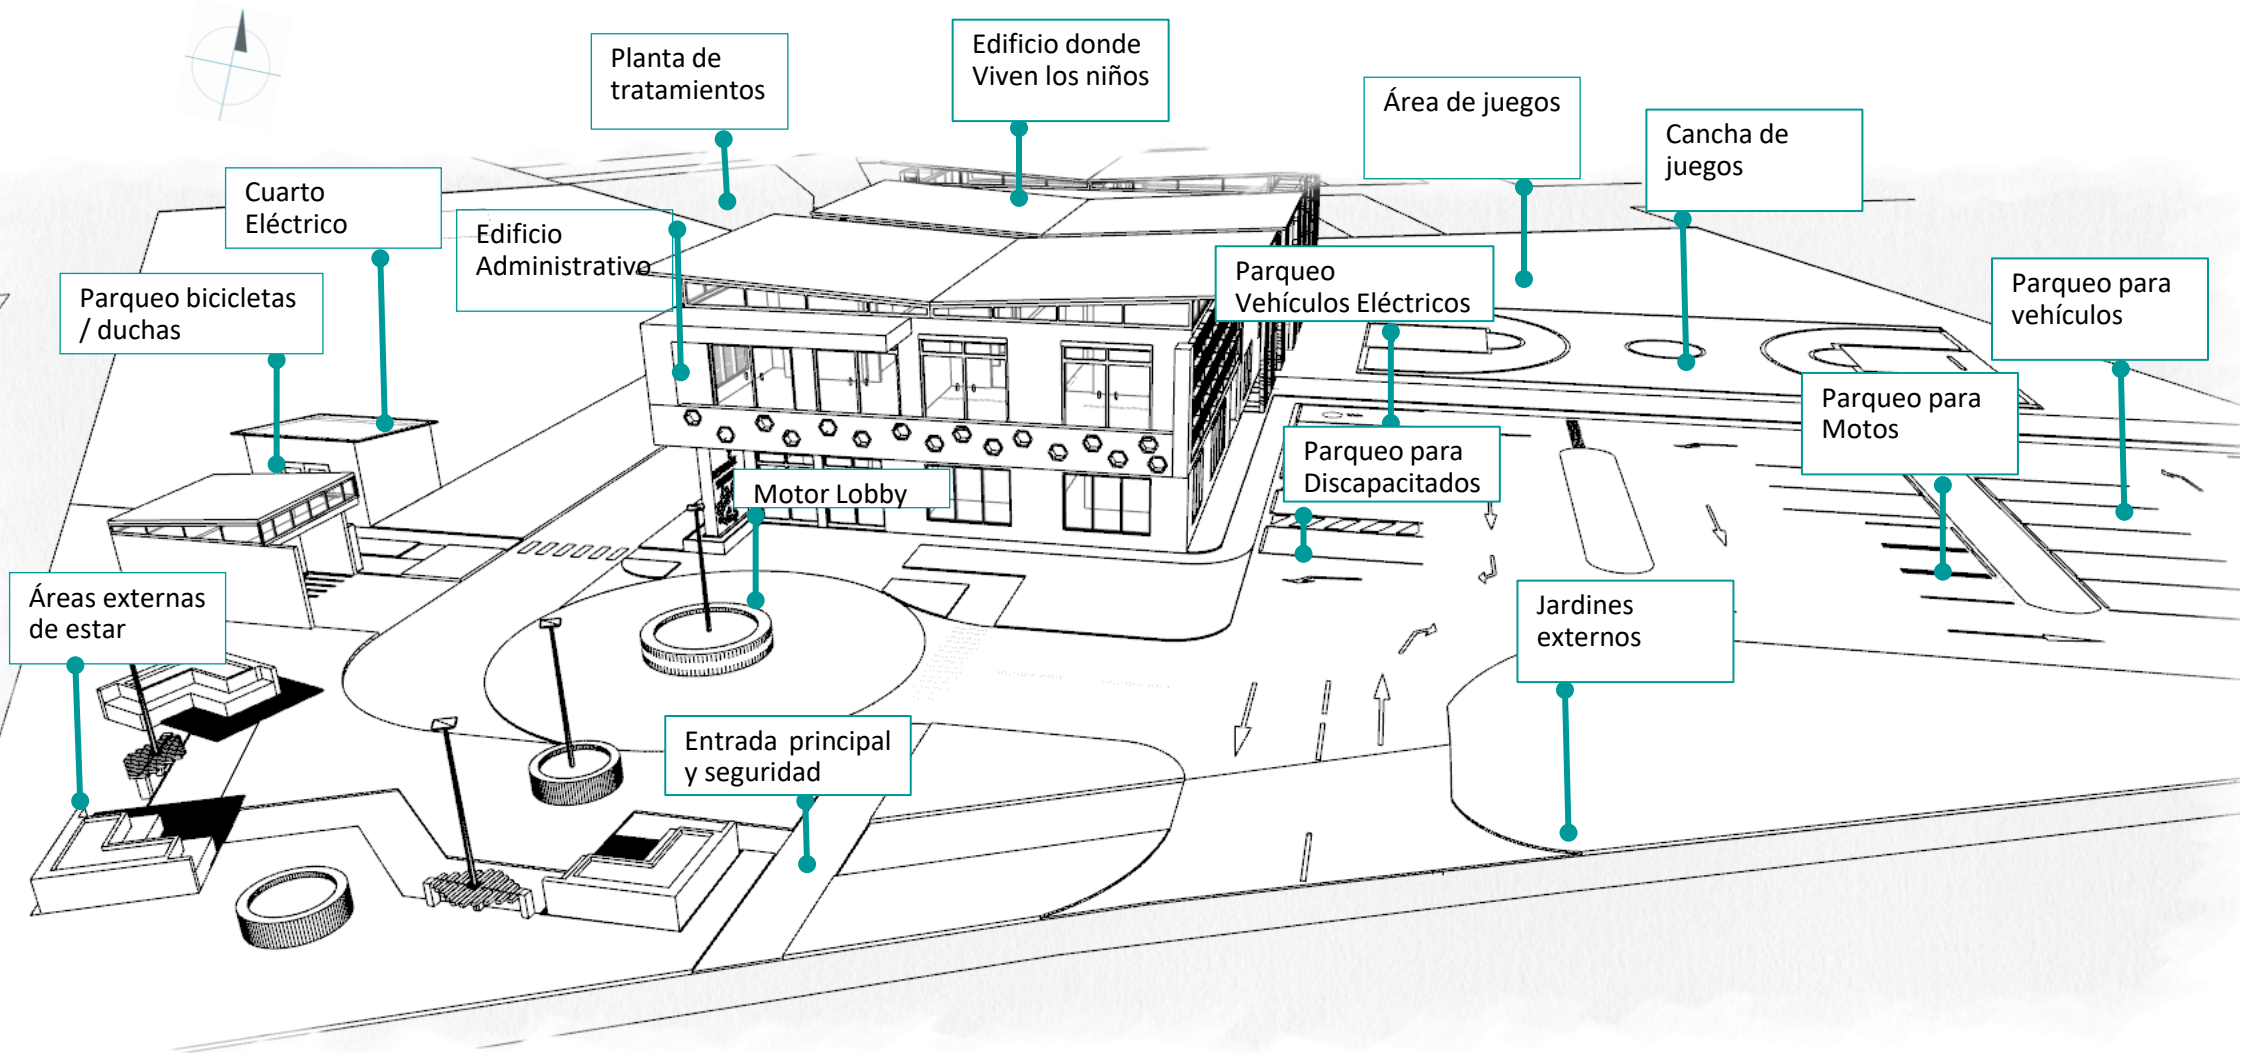 Planta de
tratamientos
Edificio donde
Viven los niños
Área de juegos
Cancha de
juegos
Cuarto
Eléctrico
Edificio
Administrativo
Parqueo
Vehículos Eléctricos
Parqueo para
vehículos
Parqueo bicicletas
/ duchas
Parqueo para
Motos
Parqueo para
Discapacitados
Motor Lobby
Áreas externas
de estar
Jardines
externos
Entrada principal
y seguridad